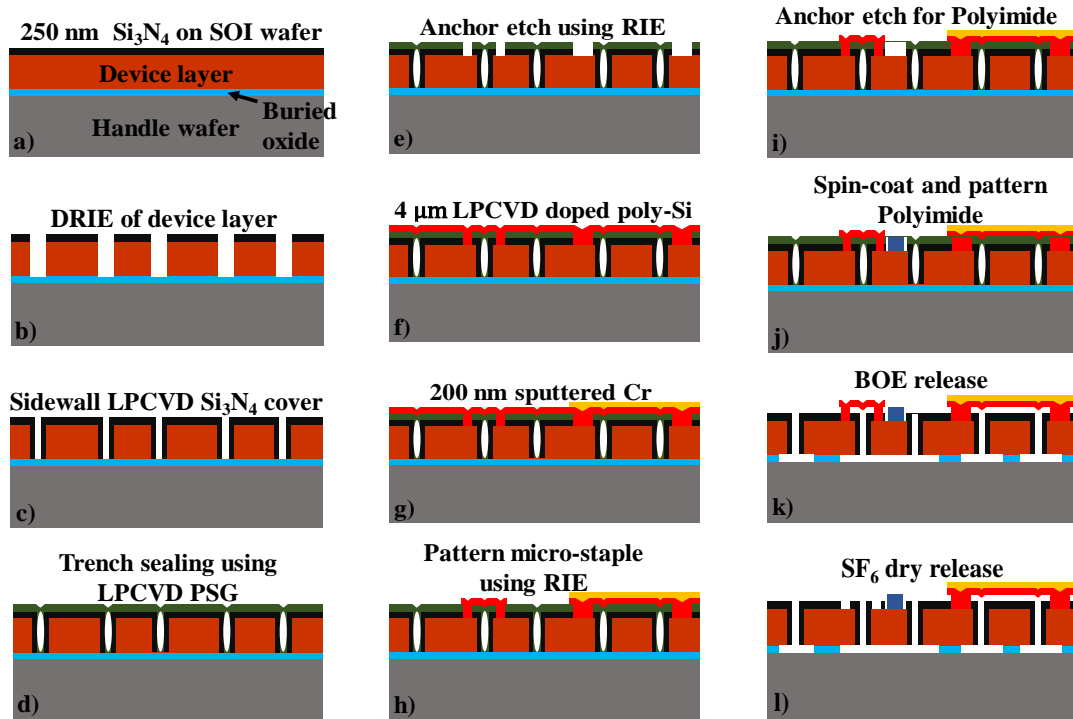 250 nm Si₃N₄ on SOI wafer
Device layer
Handle wafer
Buried
oxide
a)
DRIE of device layer
b)
Sidewall LPCVD Si₃N₄ cover
c)
Trench sealing using
LPCVD PSG
d)
Anchor etch using RIE
e)
4 μm LPCVD doped poly-Si
f)
200 nm sputtered Cr
g)
Pattern micro-staple
using RIE
h)
Anchor etch for Polyimide
i)
Spin-coat and pattern
Polyimide
j)
BOE release
k)
SF₆ dry release
l)